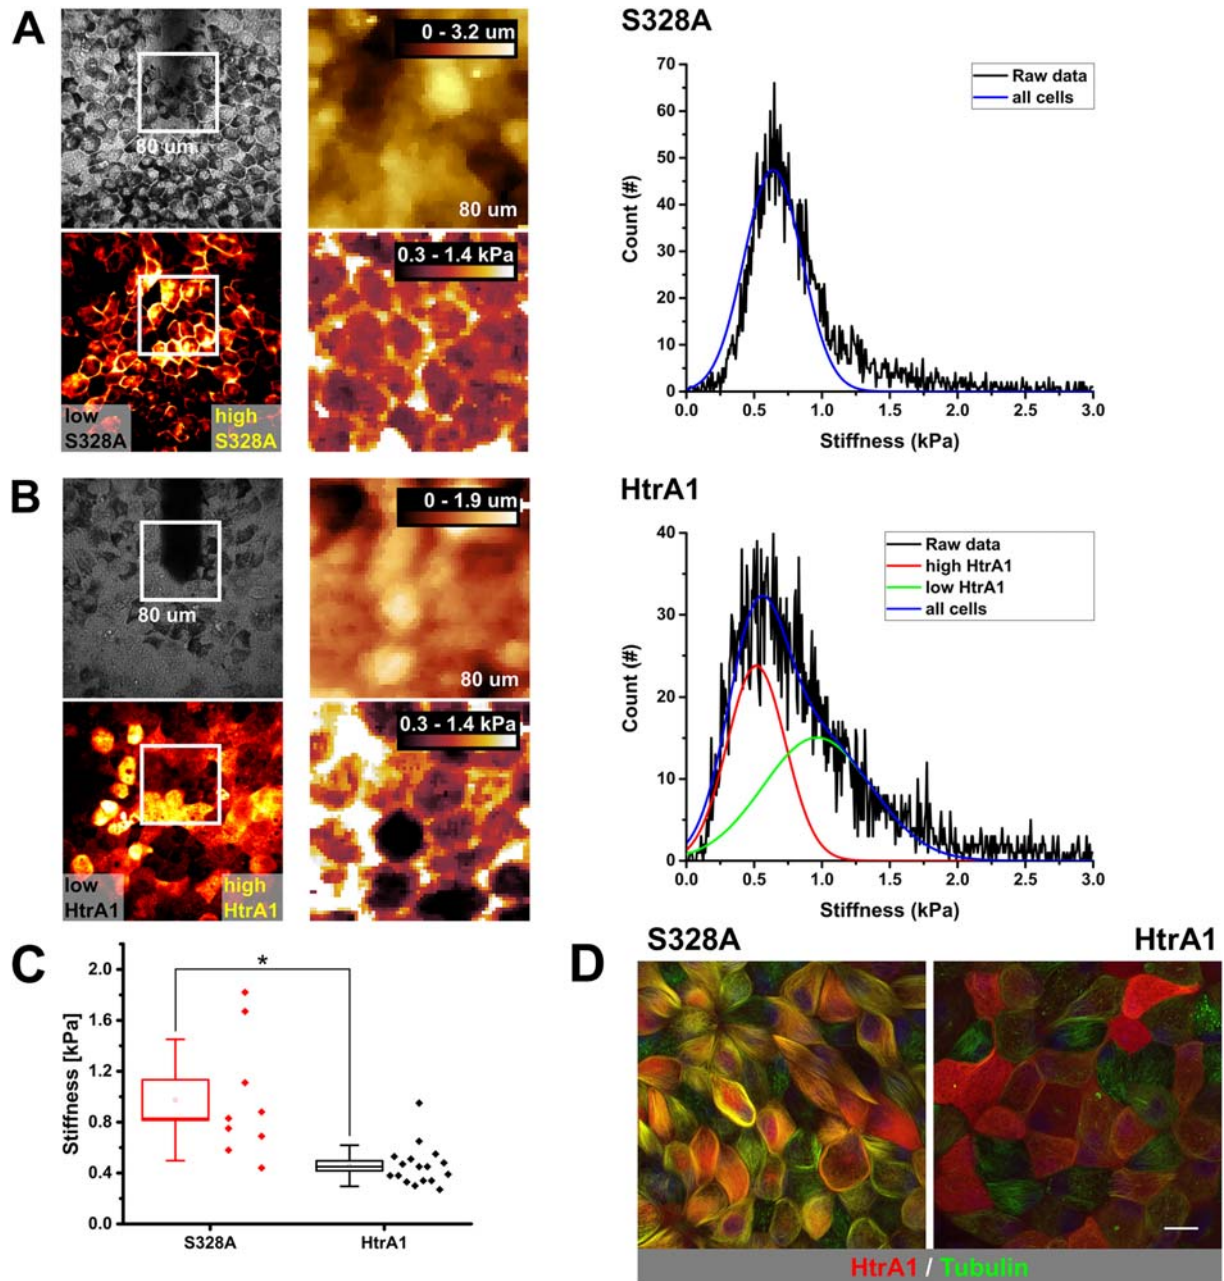 A
80 um
0 - 3.2 um
80 um
low
S328A
high
S328A
0.3 - 1.4 kPa
S328A
Raw data
all cells
70
60
50
40
30
20
10
0
Count (#)
0.0 0.5 1.0 1.5 2.0 2.5 3.0
Stiffness (kPa)
B
80 um
0 - 1.9 um
80 um
low
HtrA1
high
HtrA1
0.3 - 1.4 kPa
HtrA1
Raw data
high HtrA1
low HtrA1
all cells
40
30
20
10
0
Count (#)
0.0 0.5 1.0 1.5 2.0 2.5 3.0
Stiffness (kPa)
C
*
2.0
1.6
1.2
0.8
0.4
0.0
Stiffness [kPa]
S328A HtrA1
D
S328A HtrA1
HtrA1 / Tubulin